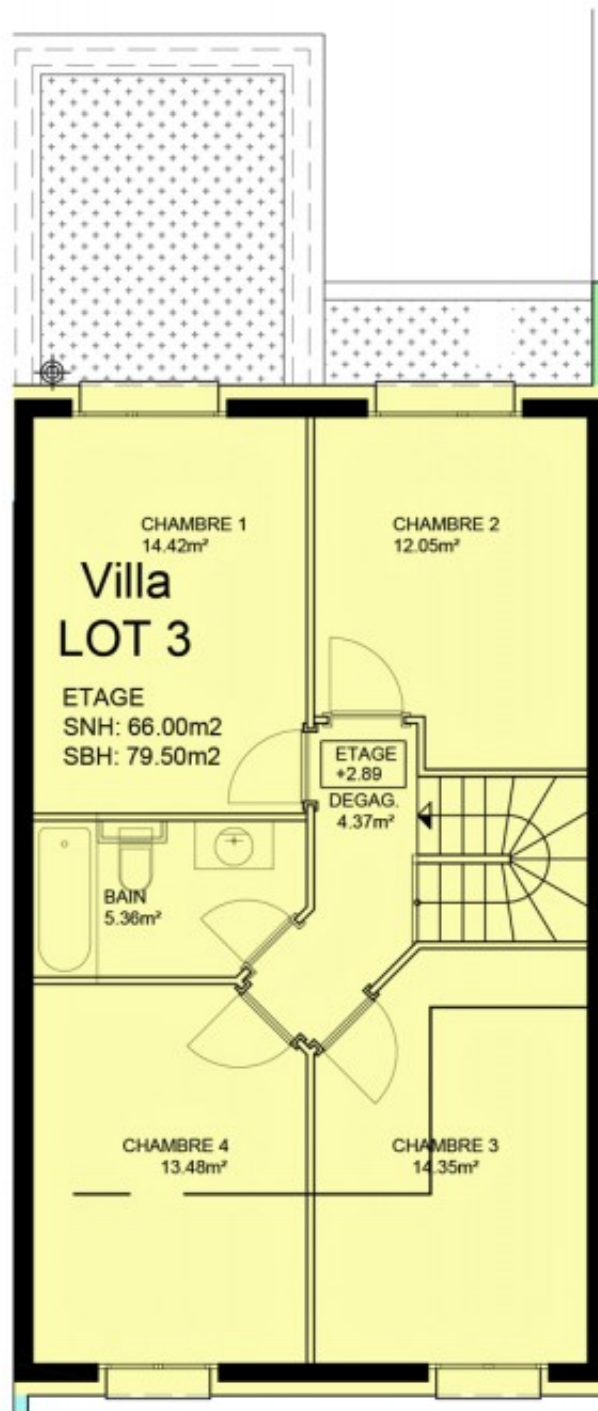 CHAMBRE 1
14.42m²
CHAMBRE 2
12.05m²
Villa
LOT 3
ETAGE
SNH: 66.00m2
SBH: 79.50m2
ETAGE
+2.89
DEGAG.
4.37m²
BAIN
5.36m²
CHAMBRE 4
13.48m²
CHAMBRE 3
14.35m²